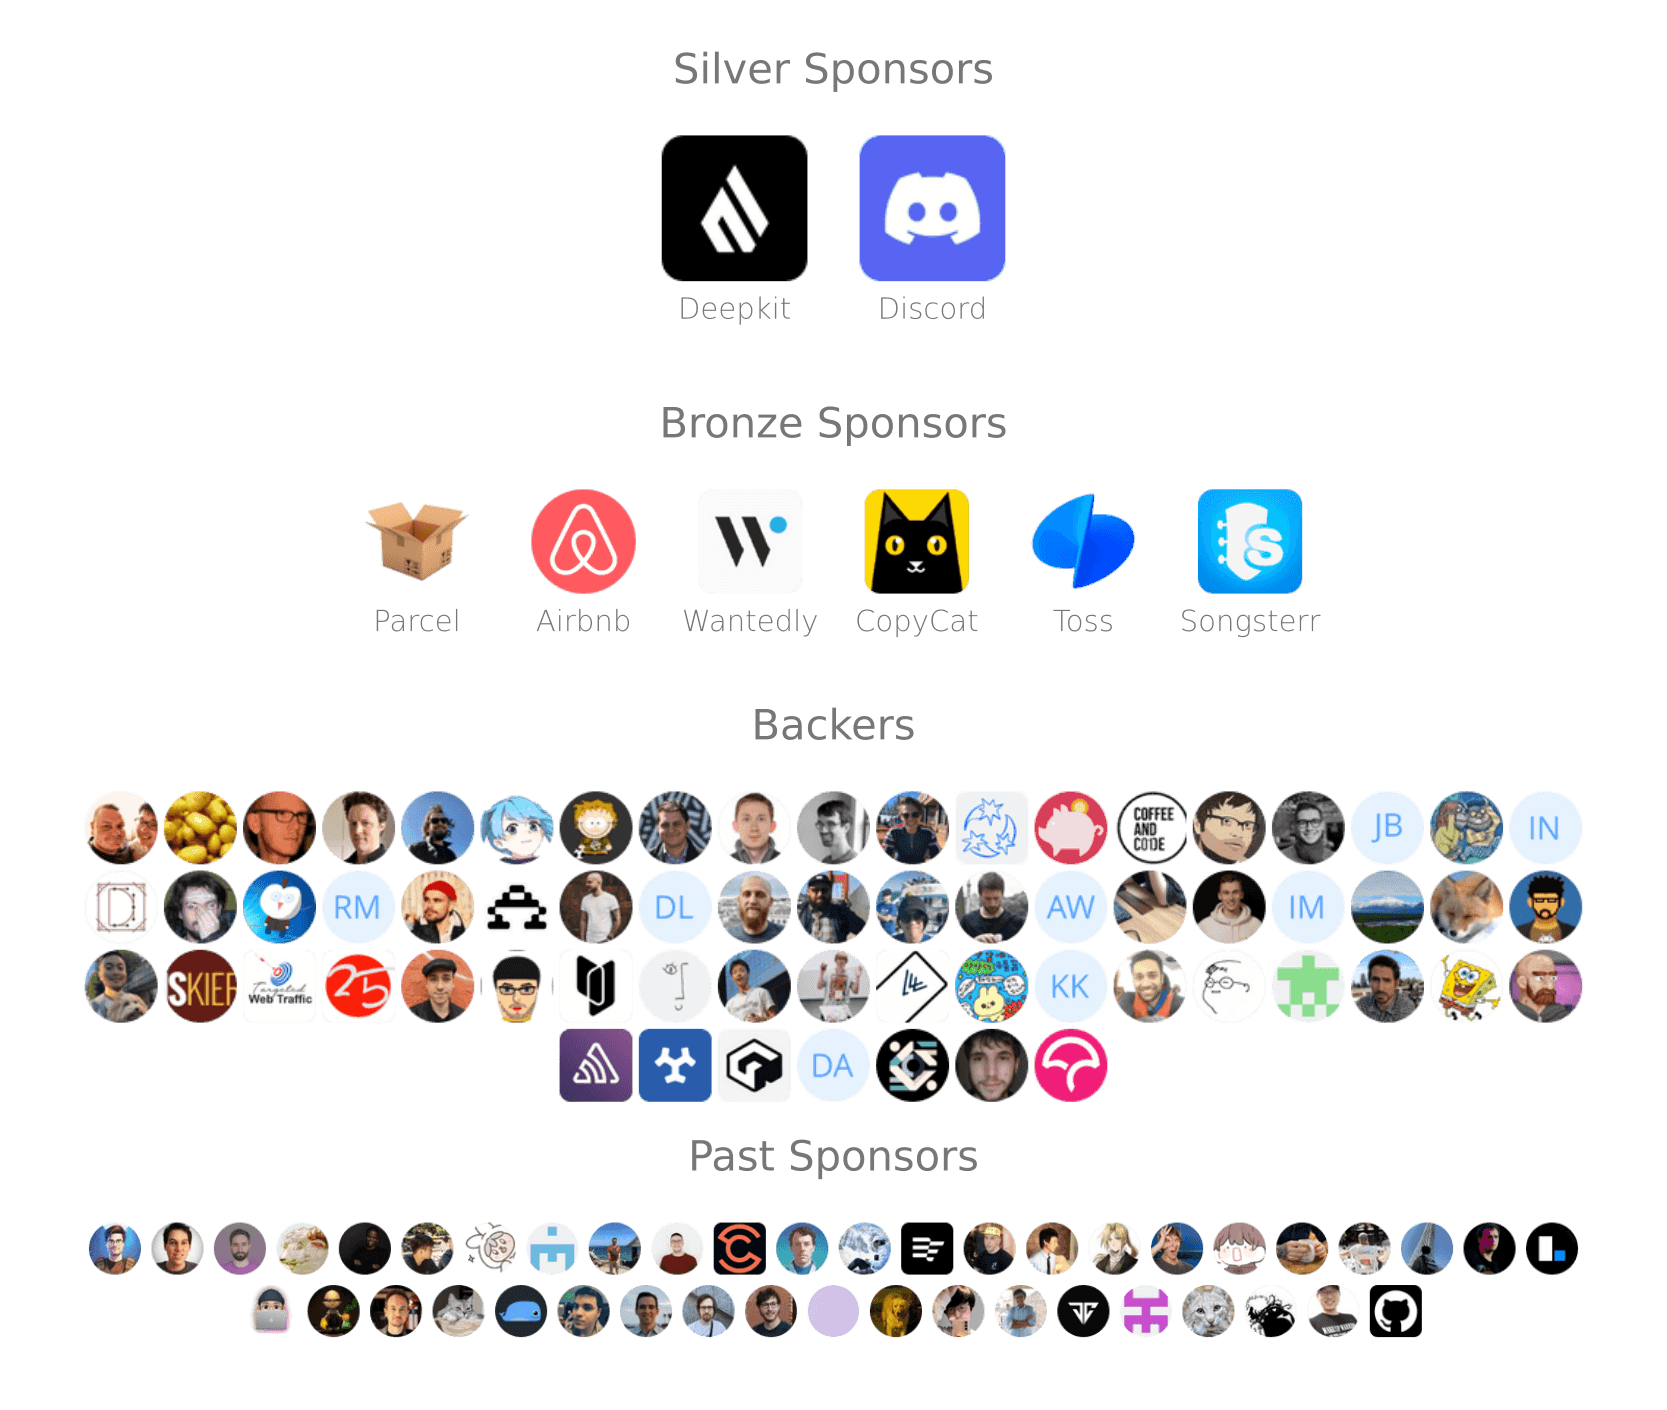 Silver Sponsors
Deepkit
Discord
Bronze Sponsors
Parcel
Airbnb
Wantedly
CopyCat
Toss
Songsterr
Backers
COFFEE
AND
CODE
JB
IN
RM
DL
AW
IM
SKIEF
25
Targeted
Web Traffic
KK
DA
Past Sponsors